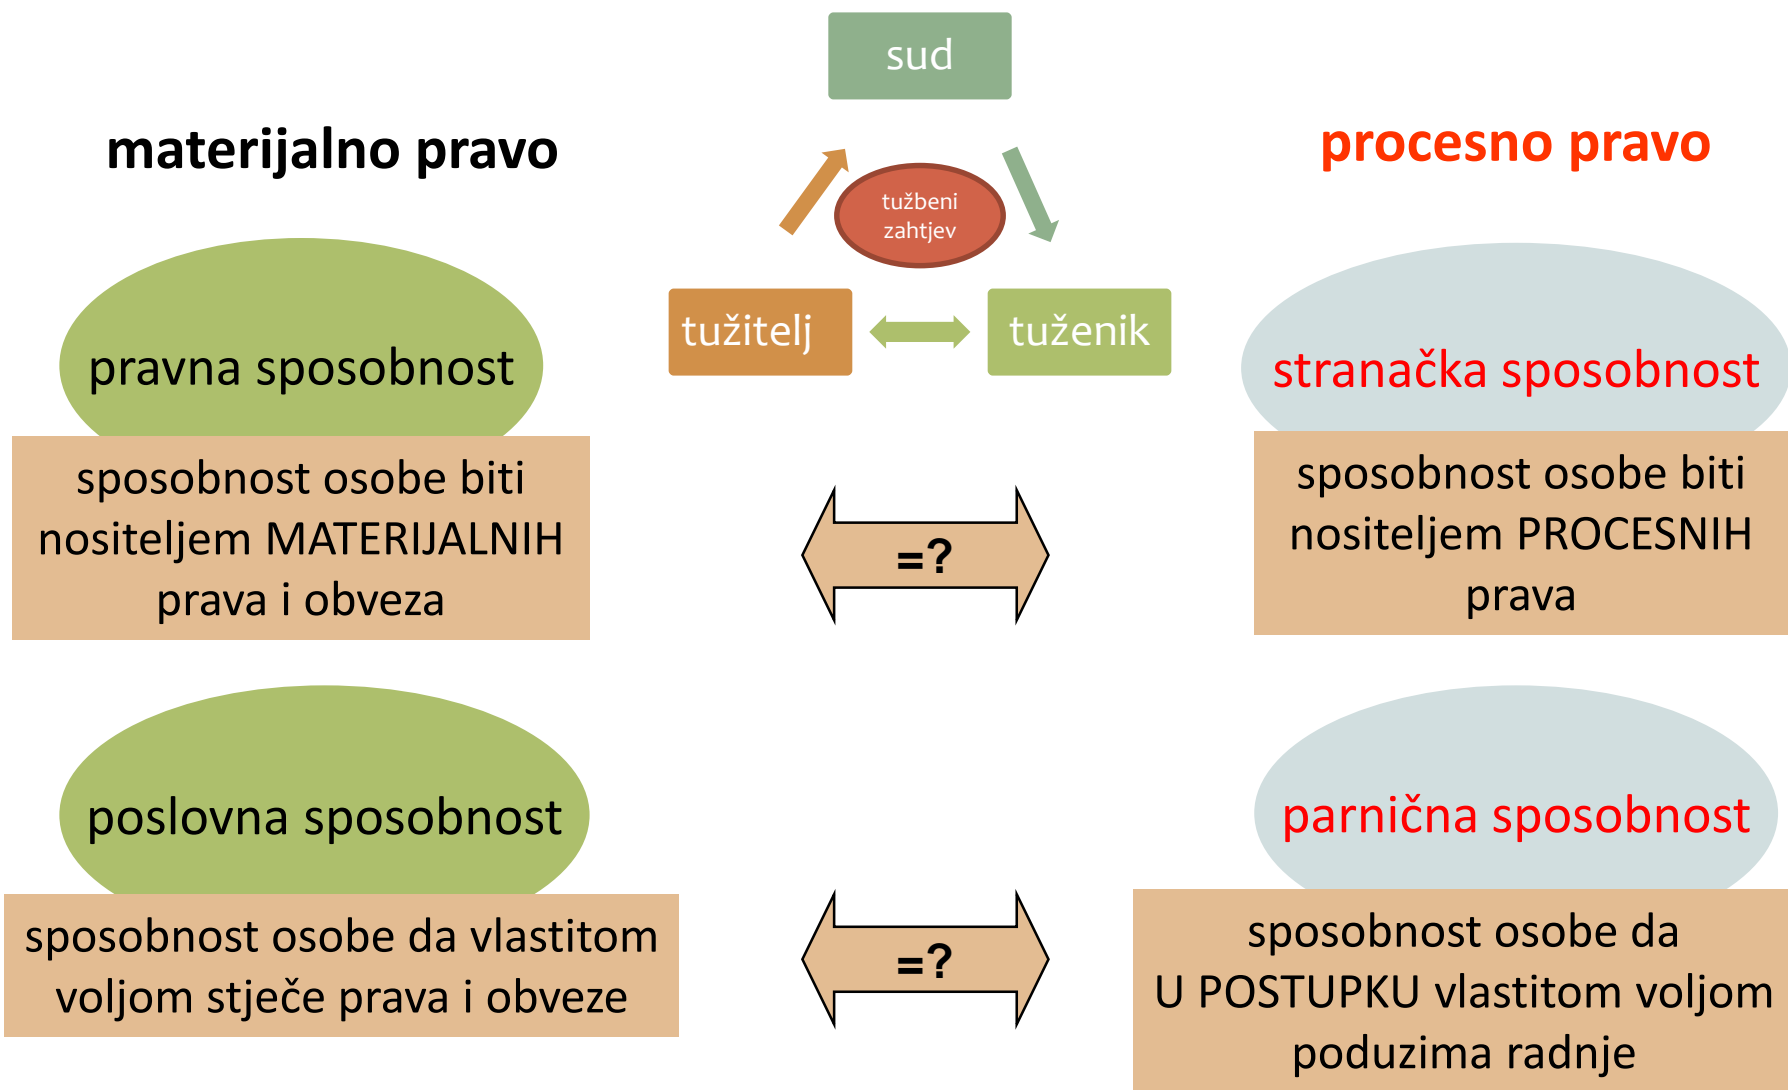 sud
materijalno pravo
procesno pravo
tužbeni
zahtjev
tužitelj
tuženik
pravna sposobnost
stranačka sposobnost
sposobnost osobe biti
nositeljem MATERIJALNIH
prava i obveza
=?
sposobnost osobe biti
nositeljem PROCESNIH
prava
poslovna sposobnost
parnična sposobnost
sposobnost osobe da vlastitom
voljom stječe prava i obveze
=?
sposobnost osobe da
U POSTUPKU vlastitom voljom
poduzima radnje